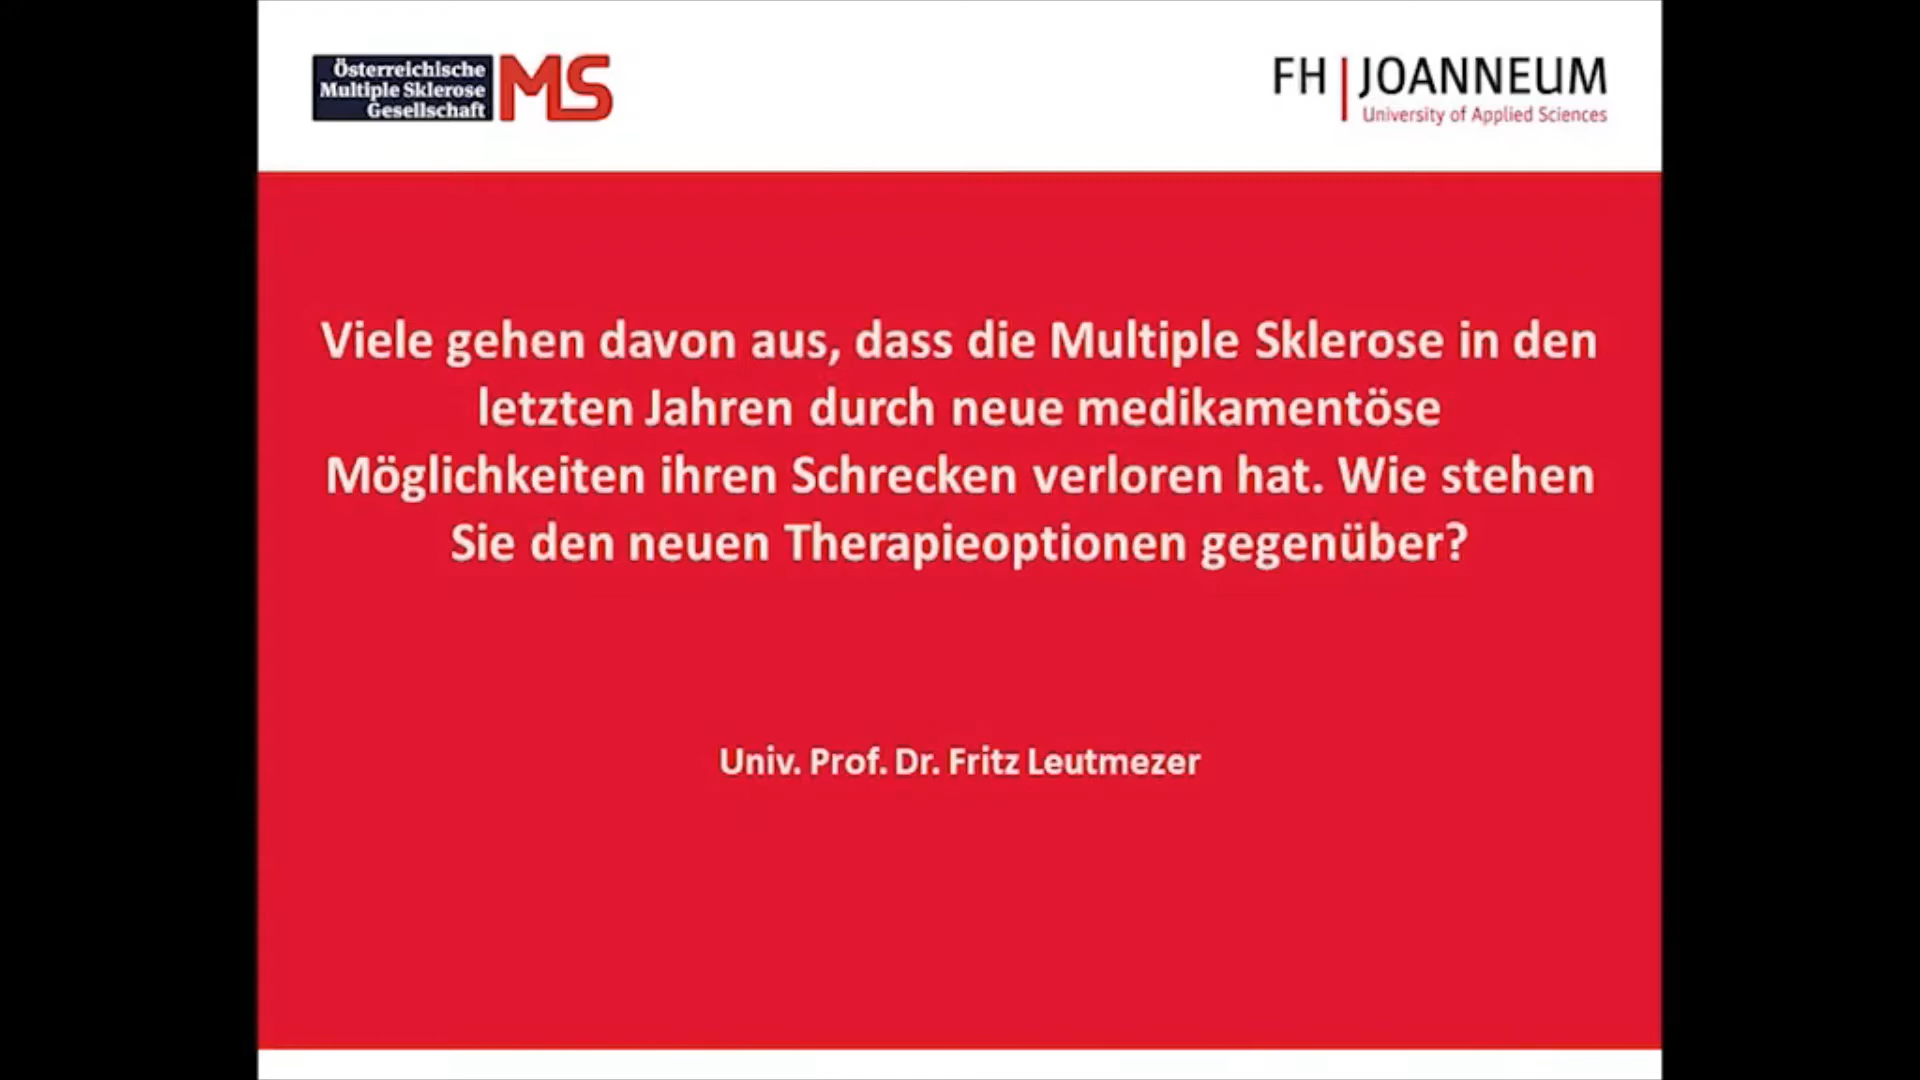 Österreichische
Multiple Sklerose
Gesellschaft
MS
FH | JOANNEUM
University of Applied Sciences
Viele gehen davon aus, dass die Multiple Sklerose in den
letzten Jahren durch neue medikamentöse
Möglichkeiten ihren Schrecken verloren hat. Wie stehen
Sie den neuen Therapieoptionen gegenüber?
Univ. Prof. Dr. Fritz Leutmezer